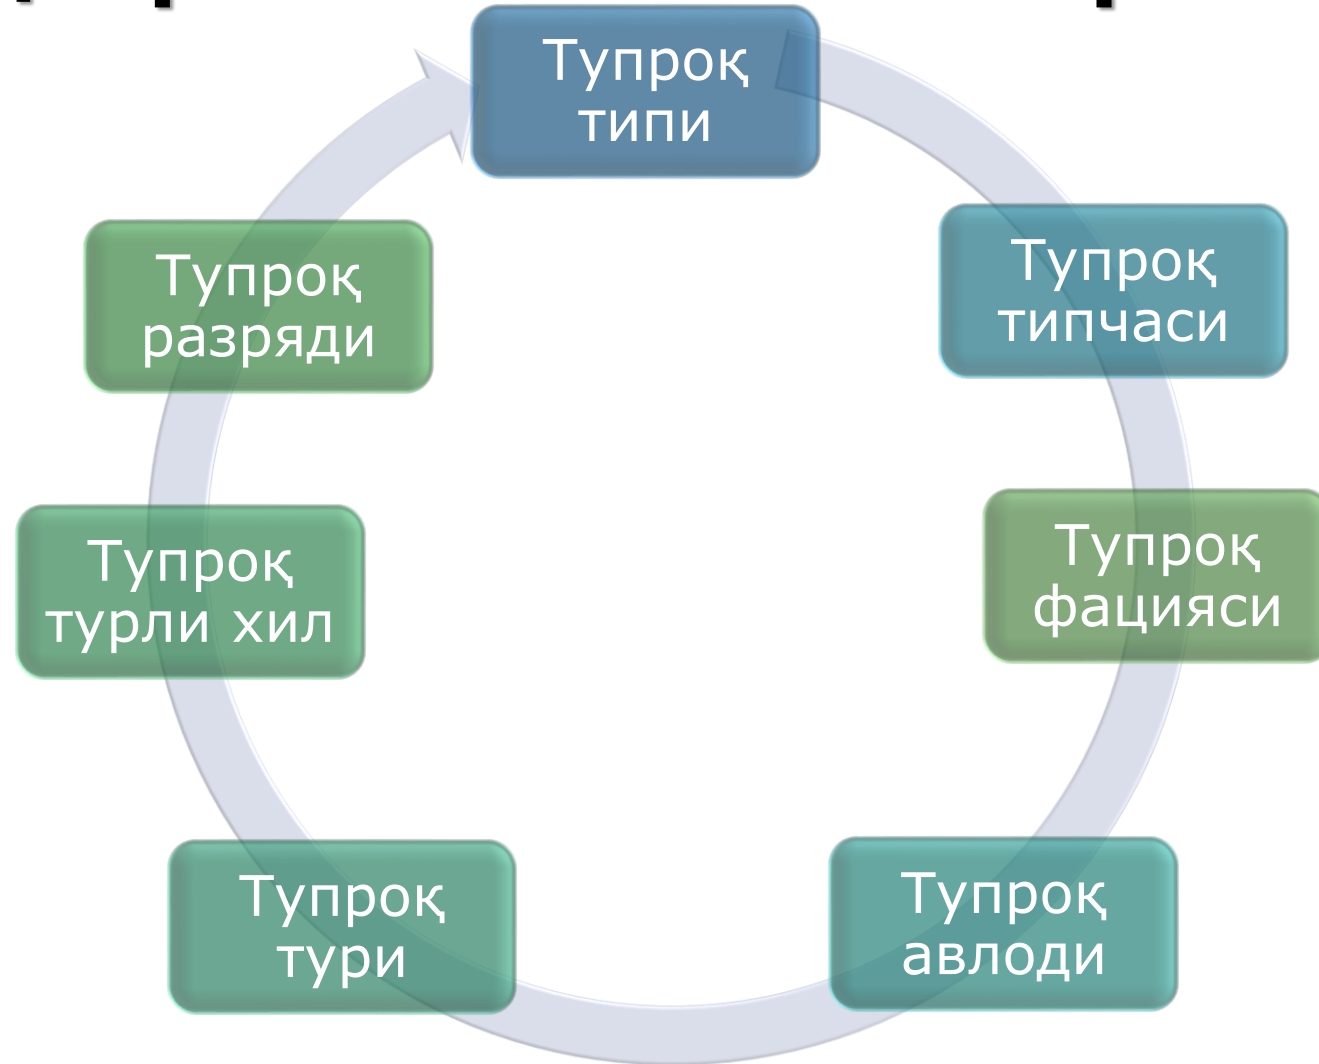 Тупроқ
типи
Тупроқ
типчаси
Тупроқ
фацияси
Тупроқ
авлоди
Тупроқ
тури
Тупроқ
турли хил
Тупроқ
разряди